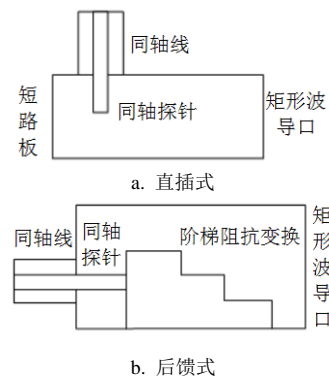 同轴线
短路板
同轴探针
矩形波
导口
a. 直插式
同轴线
同轴
探针
阶梯阻抗变换
矩形波导口
b. 后馈式